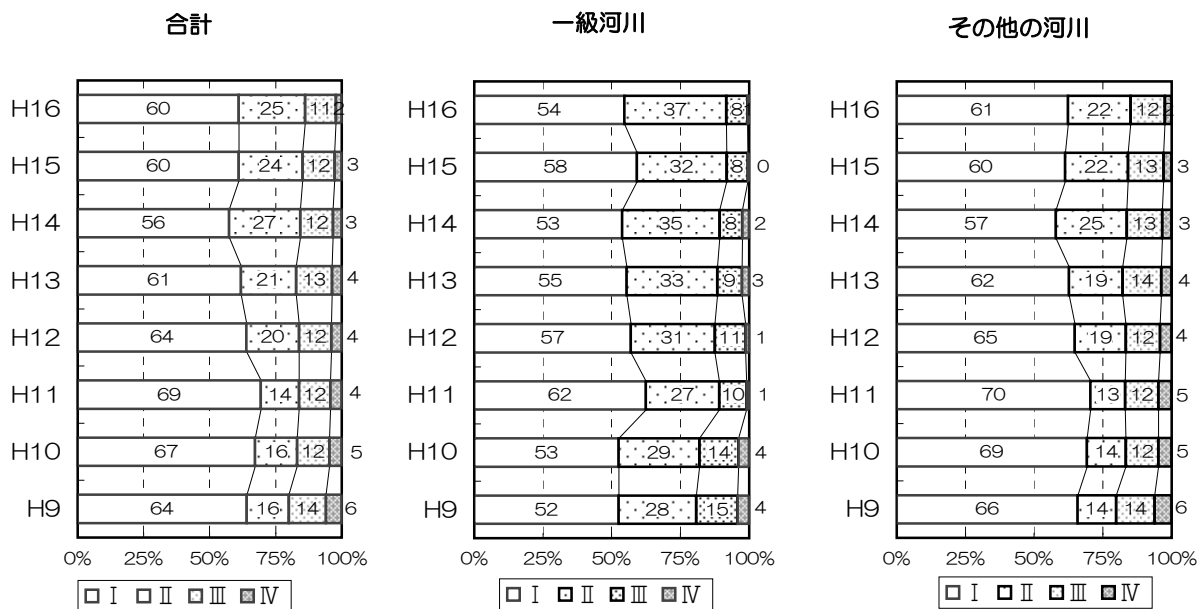 合計
H16 60 25 11 2
H15 60 24 12 3
H14 56 27 12 3
H13 61 21 13 4
H12 64 20 12 4
H11 69 14 12 4
H10 67 16 12 5
H9 64 16 14 6
0% 25% 50% 75% 100%
Ⅰ Ⅱ Ⅲ Ⅳ
一級河川
H16 54 37 8 1
H15 58 32 8 0
H14 53 35 8 2
H13 55 33 9 3
H12 57 31 11 1
H11 62 27 10 1
H10 53 29 14 4
H9 52 28 15 4
0% 25% 50% 75% 100%
Ⅰ Ⅱ Ⅲ Ⅳ
その他の河川
H16 61 22 12 2
H15 60 22 13 3
H14 57 25 13 3
H13 62 19 14 4
H12 65 19 12 4
H11 70 13 12 5
H10 69 14 12 5
H9 66 14 14 6
0% 25% 50% 75% 100%
Ⅰ Ⅱ Ⅲ Ⅳ